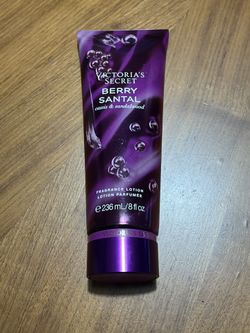 VICTORIA'S
SECRET
BERRY
SANTAL
cassis & sandalwood
FRAGRANCE LOTION
LOTION PARFUMÉE
e 236 mL/8 fl oz